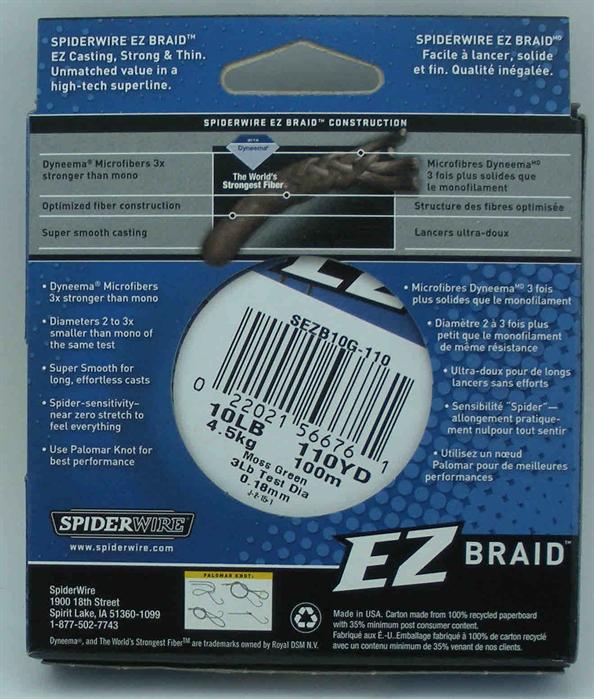 SPIDERWIRE EZ BRAID™
EZ Casting, Strong & Thin.
Unmatched value in a
high-tech superline.
SPIDERWIRE EZ BRAID MD
Facile à lancer, solide
et fin. Qualité inégalée.
SPIDERWIRE EZ BRAID™ CONSTRUCTION
WITH
Dyneema®
The World's
Strongest Fiber™
Dyneema® Microfibers 3x
stronger than mono
Optimized fiber construction
Super smooth casting
Microfibres Dyneema MD
3 fois plus solides que
le monofilament
Structure des fibres optimisée
Lancers ultra-doux
• Dyneema® Microfibers
3x stronger than mono
• Diameters 2 to 3x
smaller than mono of
the same test
• Super Smooth for
long, effortless casts
• Spider-sensitivity–
near zero stretch to
feel everything
• Use Palomar Knot for
best performance
EZ
SEZB10G-110
0 22021 56676 1
10LB 110YD
4.5kg 100m
Moss Green
3Lb Test Dia
0.18mm
J-2-15-1
• Microfibres Dyneema MD 3 fois
plus solides que le monofilament
• Diamètre 2 à 3 fois plus
petit que le monofilament
de même résistance
• Ultra-doux pour de longs
lancers sans efforts
• Sensibilité "Spider"—
allongement pratique-
ment nulpour tout sentir
• Utilisez un nœud
Palomar pour de meilleures
performances
SPIDERWIRE
www.spiderwire.com
EZ BRAID™
SpiderWire
1900 18th Street
Spirit Lake, IA 51360-1099
1-877-502-7743
PALOMAR KNOT:
Made in USA. Carton made from 100% recycled paperboard
with 35% minimum post consumer content.
Fabriqué aux É.-U..Emballage fabriqué à 100% de carton recyclé
avec un contenu minimum de 35% venant de nos clients.
Dyneema®, and The World's Strongest Fiber™ are trademarks owned by Royal DSM N.V.